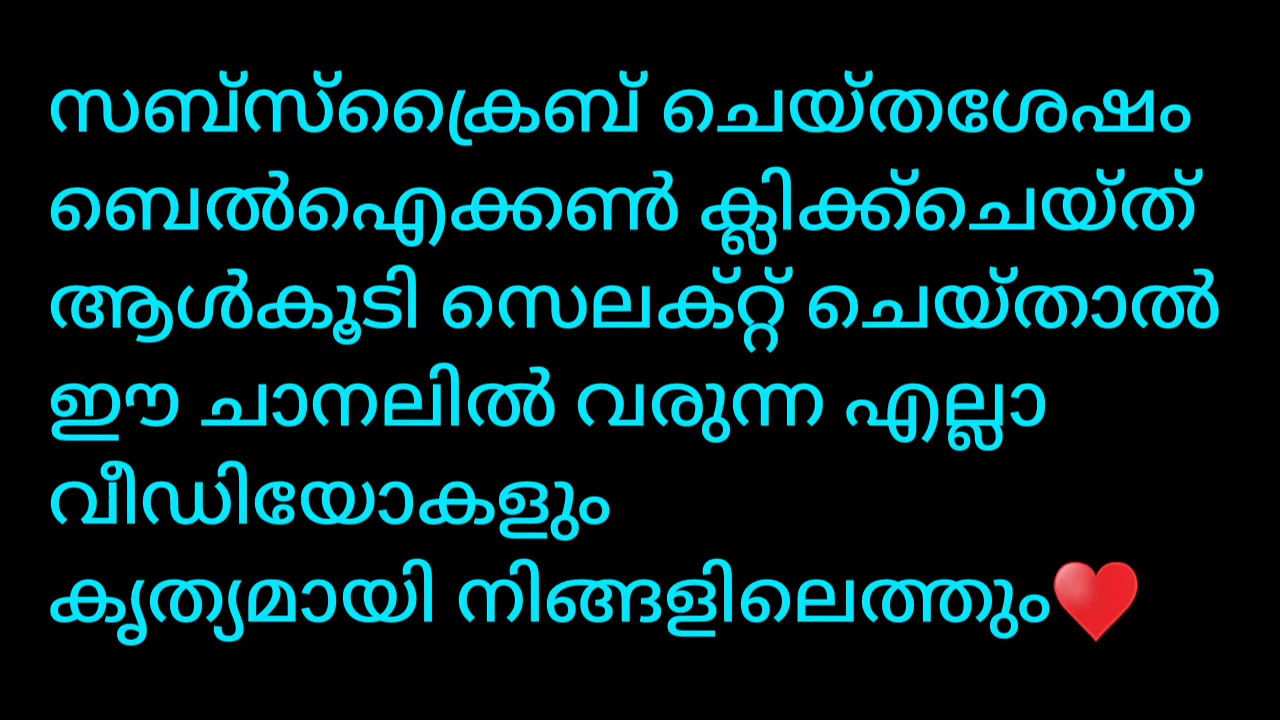 സബ്സ്ക്രൈബ് ചെയ്തശേഷം
ബെൽഐക്കൺ ക്ലിക്ക്ചെയ്ത്
ആൾകൂടി സെലക്റ്റ് ചെയ്താൽ
ഈ ചാനലിൽ വരുന്ന എല്ലാ
വീഡിയോകളും
കൃത്യമായി നിങ്ങളിലെത്തും♥️